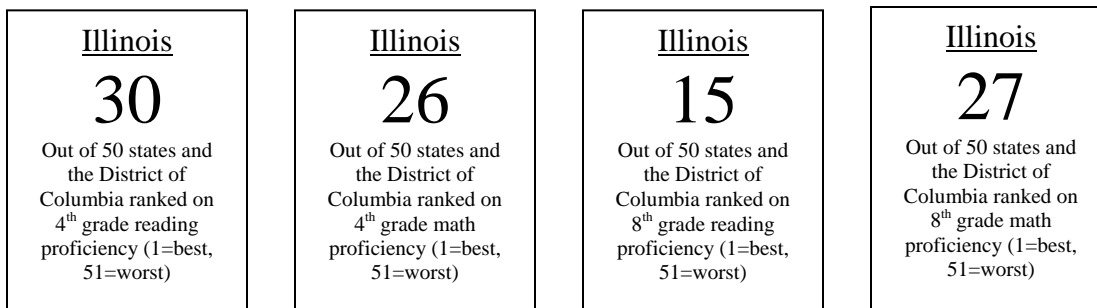 Illinois
30
Out of 50 states and
the District of
Columbia ranked on
4th grade reading
proficiency (1=best,
51=worst)
Illinois
26
Out of 50 states and
the District of
Columbia ranked on
4th grade math
proficiency (1=best,
51=worst)
Illinois
15
Out of 50 states and
the District of
Columbia ranked on
8th grade reading
proficiency (1=best,
51=worst)
Illinois
27
Out of 50 states and
the District of
Columbia ranked on
8th grade math
proficiency (1=best,
51=worst)